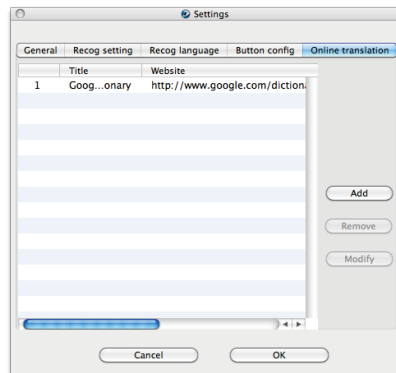 Settings
General Recog setting Recog language Button config Online translation
Title Website
1 Goog...onary http://www.google.com/diction
Add
Remove
Modify
Cancel OK